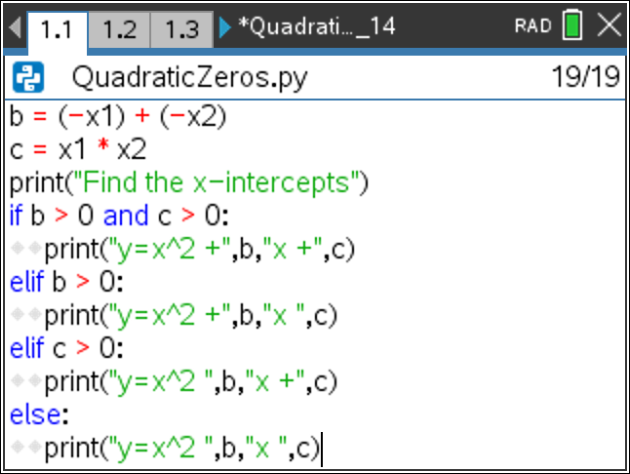 1.1 1.2 1.3 *Quadrati..._14 RAD
QuadraticZeros.py 19/19
b = (−x1) + (−x2)
c = x1 * x2
print("Find the x−intercepts")
if b > 0 and c > 0:
◆◆print("y=x^2 +",b,"x +",c)
elif b > 0:
◆◆print("y=x^2 +",b,"x ",c)
elif c > 0:
◆◆print("y=x^2 ",b,"x +",c)
else:
◆◆print("y=x^2 ",b,"x ",c)